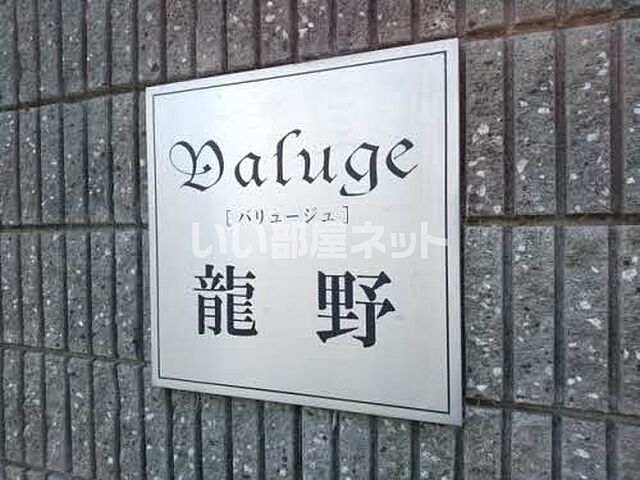 Valuge
［バリュージュ］
いい部屋ネット
龍野